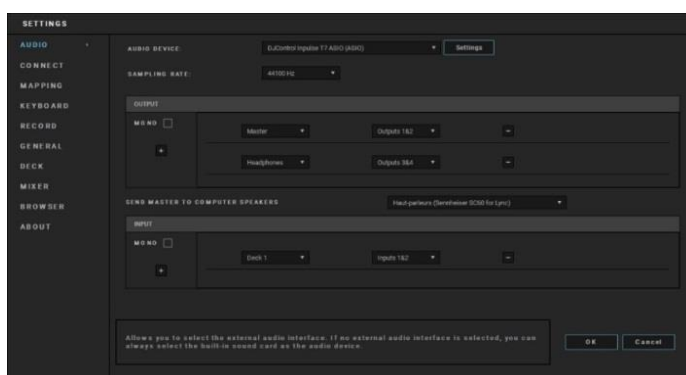 SETTINGS
AUDIO
AUDIO DEVICE: DJControl Inpulse T7 ASIO (ASIO) Settings
CONNECT
SAMPLING RATE: 44100 Hz
MAPPING
KEYBOARD
OUTPUT
RECORD
MONO
Master Outputs 1&2 -
+
GENERAL
DECK
Headphones Outputs 3&4 -
MIXER
BROWSER
SEND MASTER TO COMPUTER SPEAKERS Haut-parleurs (Sennheiser SC60 for Lync)
ABOUT
INPUT
MONO
Deck 1 Inputs 1&2 -
+
Allows you to select the external audio interface. If no external audio interface is selected, you can
always select the built-in sound card as the audio device.
OK Cancel